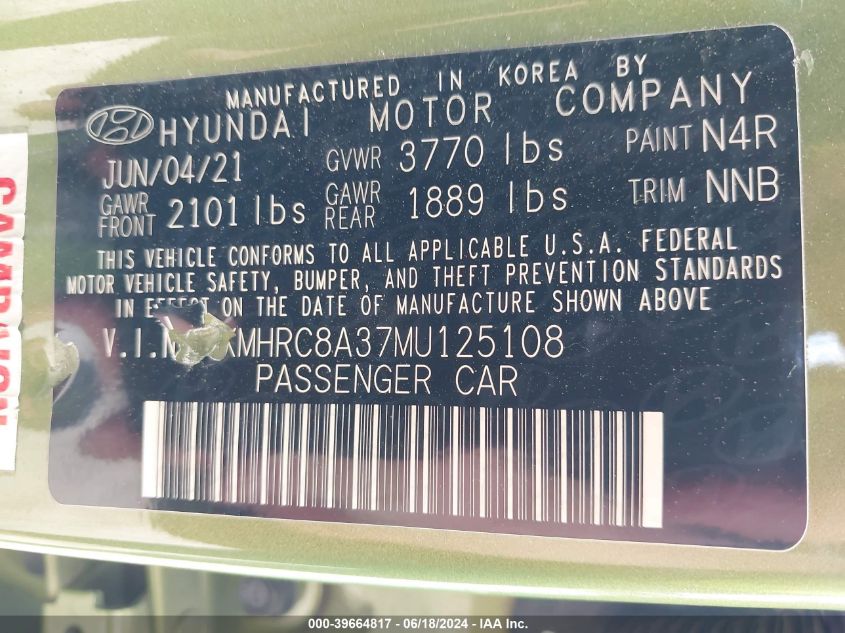 MANUFACTURED IN KOREA BY
HYUNDAI MOTOR COMPANY
JUN/04/21 GVWR 3770 lbs PAINT N4R
GAWR FRONT 2101 lbs GAWR REAR 1889 lbs TRIM NNB
THIS VEHICLE CONFORMS TO ALL APPLICABLE U.S.A. FEDERAL
MOTOR VEHICLE SAFETY, BUMPER, AND THEFT PREVENTION STANDARDS
IN EFFECT ON THE DATE OF MANUFACTURE SHOWN ABOVE
V.I.N KMHRC8A37MU125108
PASSENGER CAR
CAMPAIGN
000-39664817 - 06/18/2024 - IAA Inc.